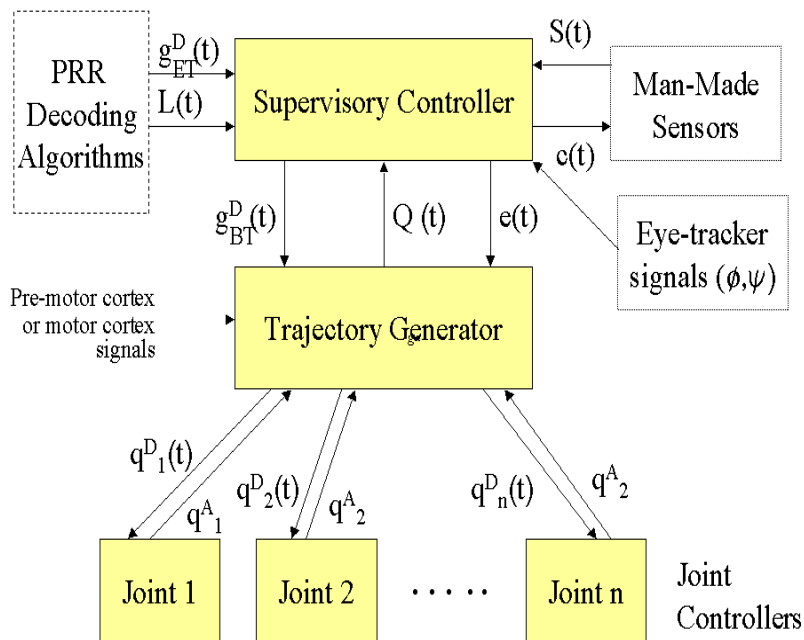 PRR
Decoding
Algorithms
g^D_ET(t)
L(t)
Supervisory Controller
S(t)
c(t)
Man-Made
Sensors
g^D_BT(t)
Q (t)
e(t)
Eye-tracker
signals (ϕ,ψ)
Pre-motor cortex
or motor cortex
signals
Trajectory Generator
q^D_1(t)
q^A_1
q^D_2(t)
q^A_2
q^D_n(t)
q^A_2
Joint 1
Joint 2
. . . . .
Joint n
Joint
Controllers